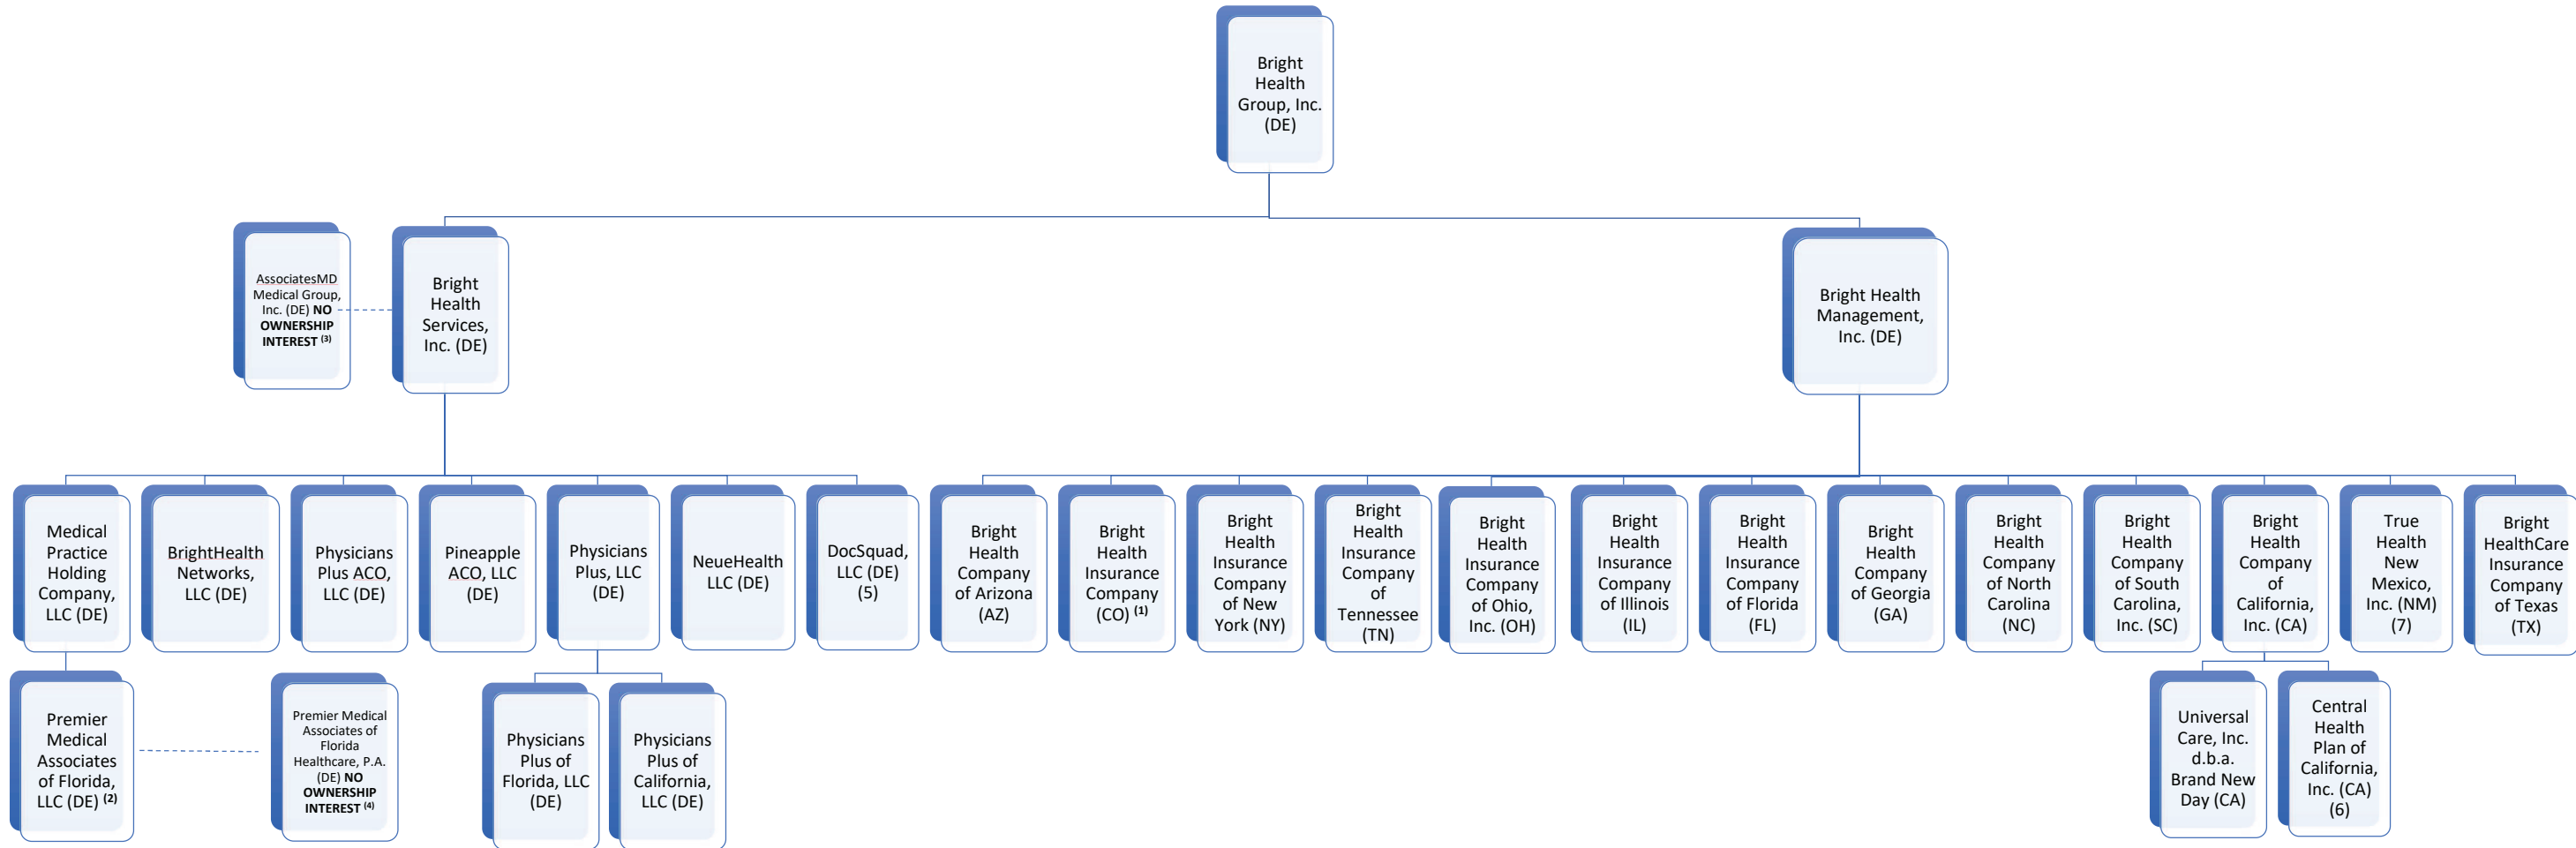 Bright
Health
Group, Inc.
(DE)
AssociatesMD
Medical Group,
Inc. (DE) NO
OWNERSHIP
INTEREST (3)
Bright
Health
Services,
Inc. (DE)
Bright Health
Management,
Inc. (DE)
Medical
Practice
Holding
Company,
LLC (DE)
BrightHealth
Networks,
LLC (DE)
Physicians
Plus ACO,
LLC (DE)
Pineapple
ACO, LLC
(DE)
Physicians
Plus, LLC
(DE)
NeueHealth
LLC (DE)
DocSquad,
LLC (DE)
(5)
Bright
Health
Company
of Arizona
(AZ)
Bright
Health
Insurance
Company
(CO) (1)
Bright
Health
Insurance
Company
of New
York (NY)
Bright
Health
Insurance
Company
of
Tennessee
(TN)
Bright
Health
Insurance
Company
of Ohio,
Inc. (OH)
Bright
Health
Insurance
Company
of Illinois
(IL)
Bright
Health
Insurance
Company
of Florida
(FL)
Bright
Health
Company
of Georgia
(GA)
Bright
Health
Company
of North
Carolina
(NC)
Bright
Health
Company
of South
Carolina,
Inc. (SC)
Bright
Health
Company
of
California,
Inc. (CA)
True
Health
New
Mexico,
Inc. (NM)
(7)
Bright
HealthCare
Insurance
Company
of Texas
(TX)
Premier
Medical
Associates
of Florida,
LLC (DE) (2)
Premier Medical
Associates of
Florida
Healthcare, P.A.
(DE) NO
OWNERSHIP
INTEREST (4)
Physicians
Plus of
Florida, LLC
(DE)
Physicians
Plus of
California,
LLC (DE)
Universal
Care, Inc.
d.b.a.
Brand New
Day (CA)
Central
Health
Plan of
California,
Inc. (CA)
(6)